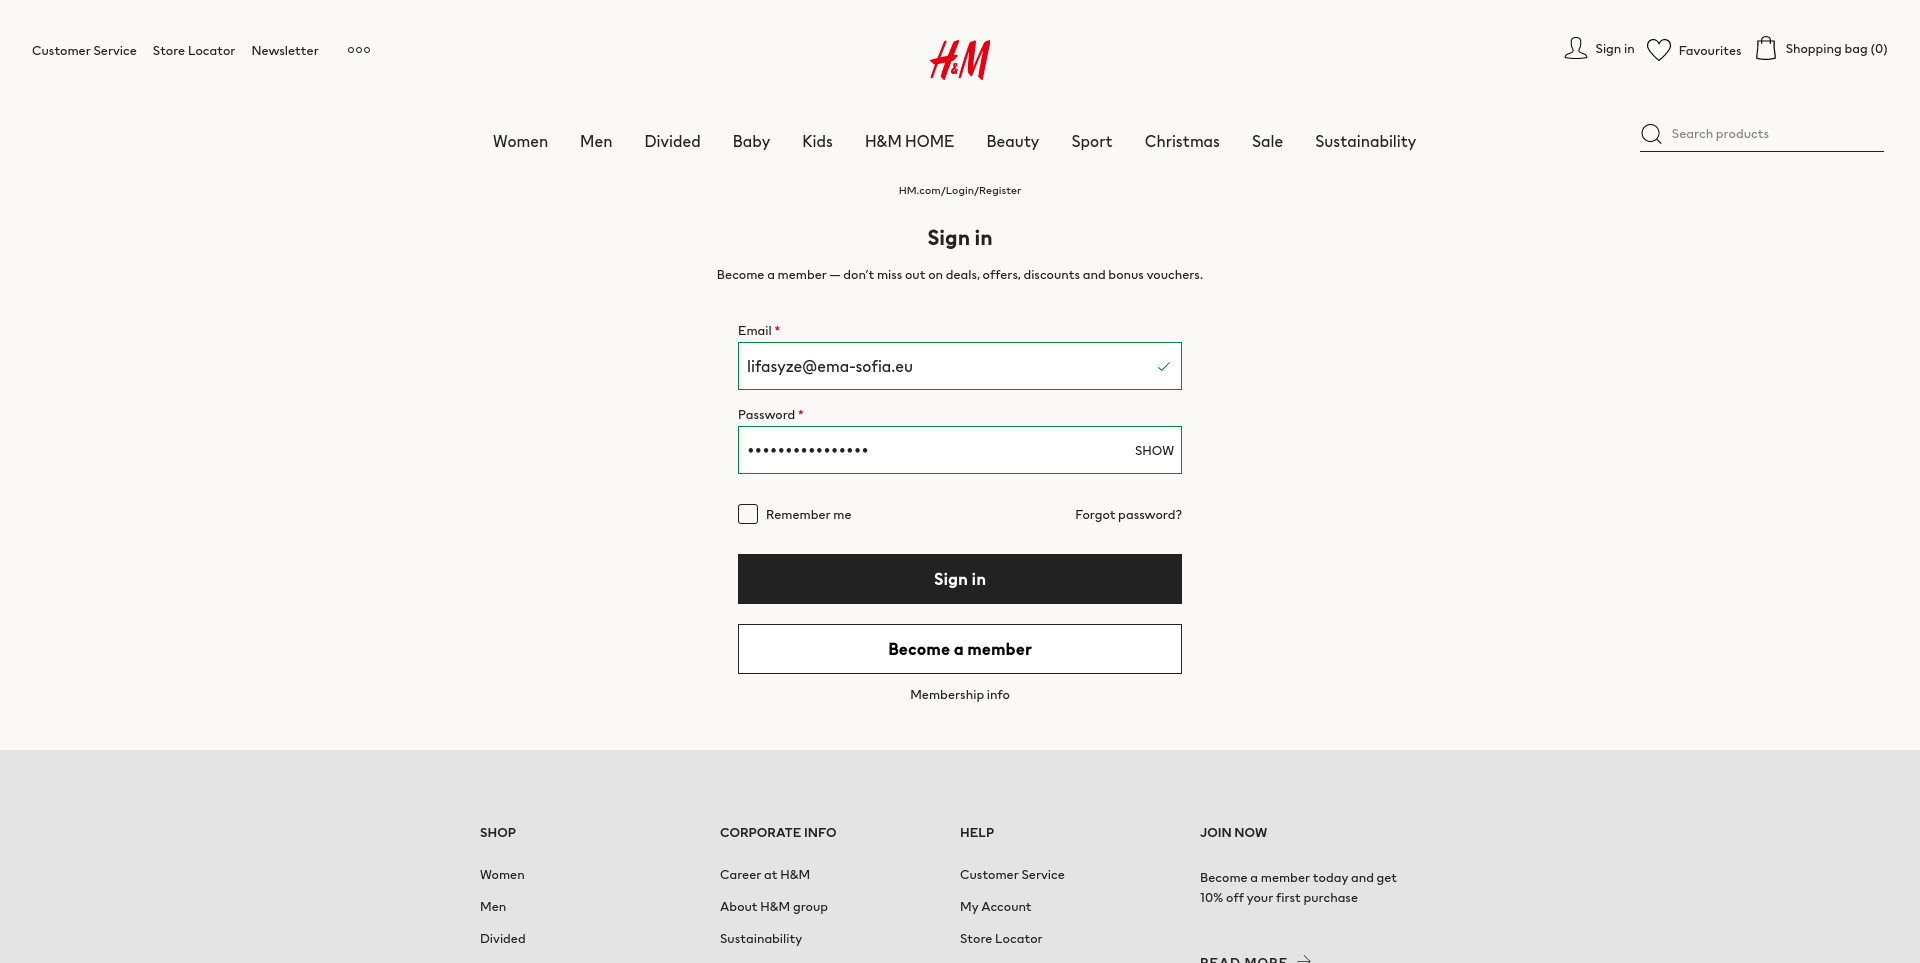 Customer Service Store Locator Newsletter
H&M
Sign in Favourites Shopping bag (0)
Women Men Divided Baby Kids H&M HOME Beauty Sport Christmas Sale Sustainability
Search products
HM.com/Login/Register
Sign in
Become a member — don't miss out on deals, offers, discounts and bonus vouchers.
Email *
lifasyze@ema-sofia.eu
Password *
••••••••••••••••
SHOW
Remember me
Forgot password?
Sign in
Become a member
Membership info
SHOP
Women
Men
Divided
CORPORATE INFO
Career at H&M
About H&M group
Sustainability
HELP
Customer Service
My Account
Store Locator
JOIN NOW
Become a member today and get
10% off your first purchase
READ MORE